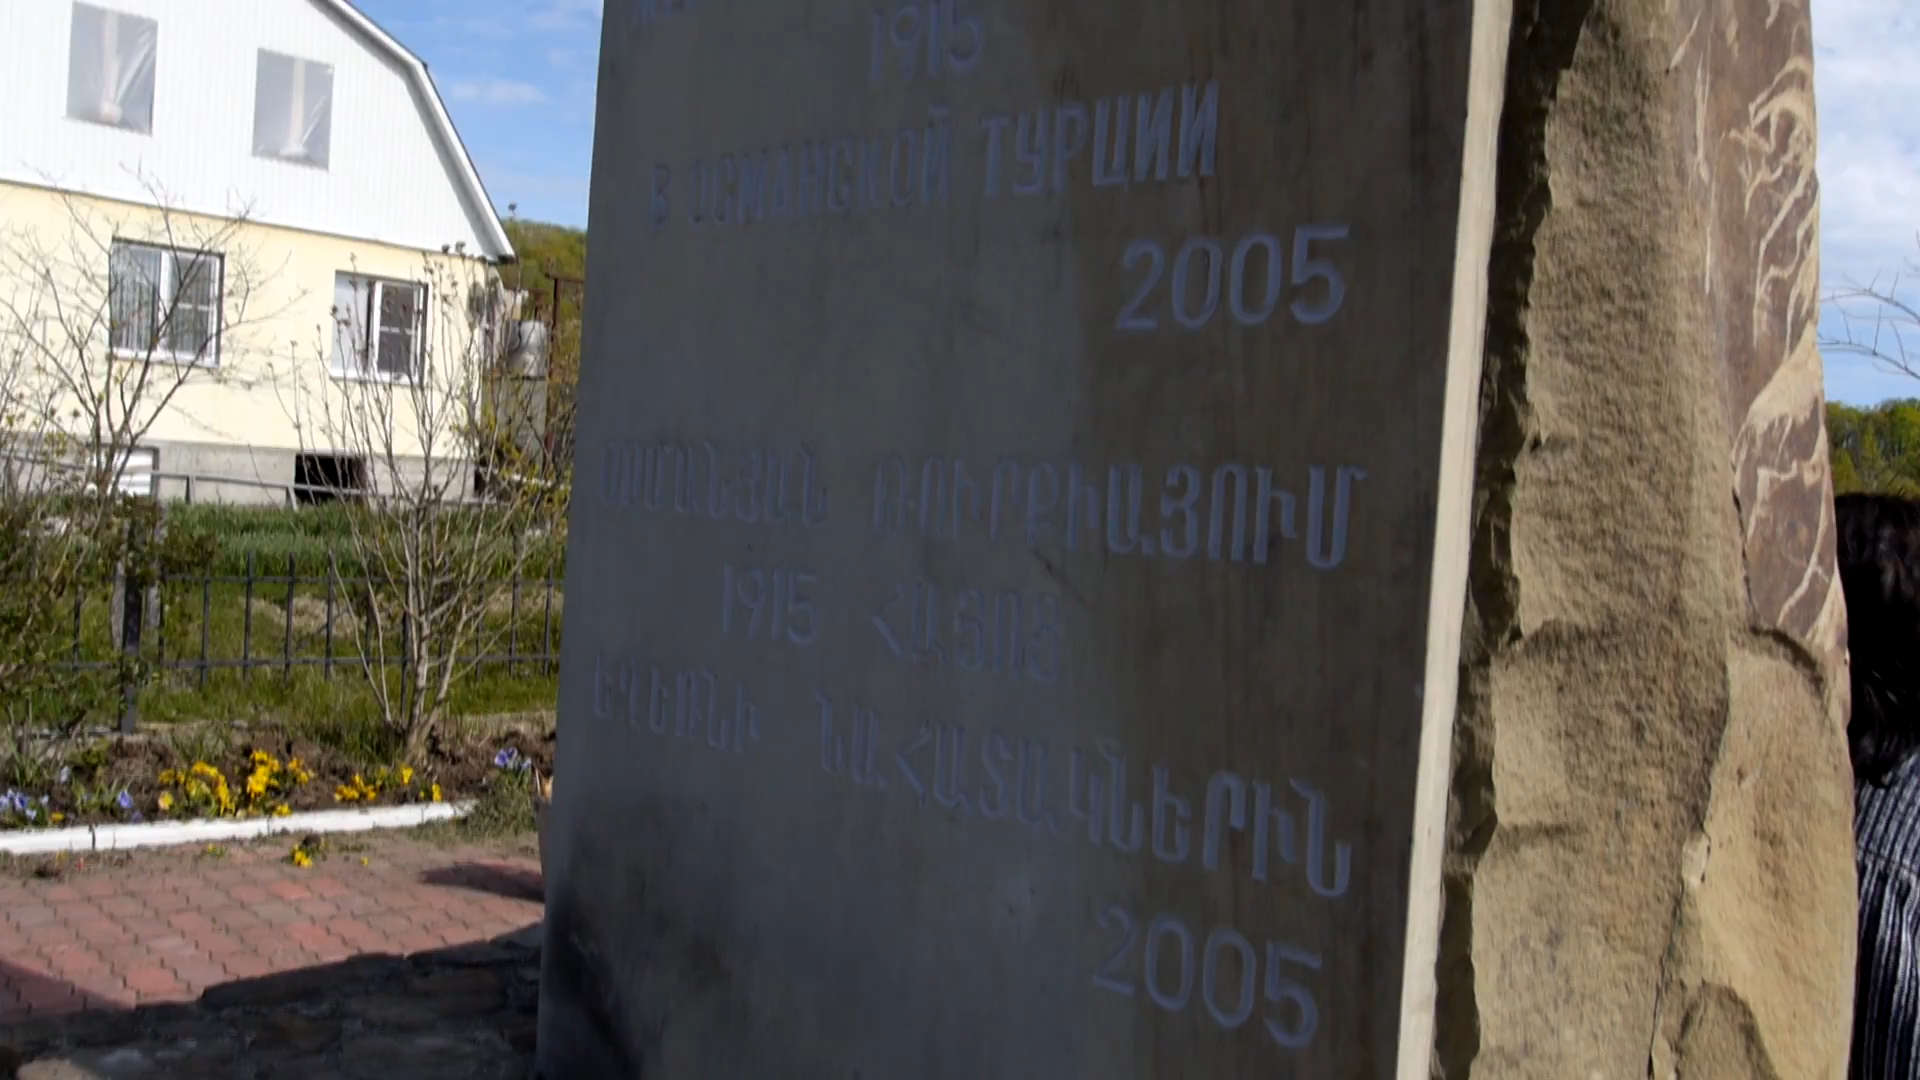 1915
В ОСМАНСКОЙ ТУРЦИИ
2005
ՕՍՄԱՆՅԱՆ ԹՈՒՐՔԻԱՅՈՒՄ
1915 ՀԱՅՈՑ
ԵՂԵՌՆԻ ՆԱՀԱՏԱԿՆԵՐԻՆ
2005